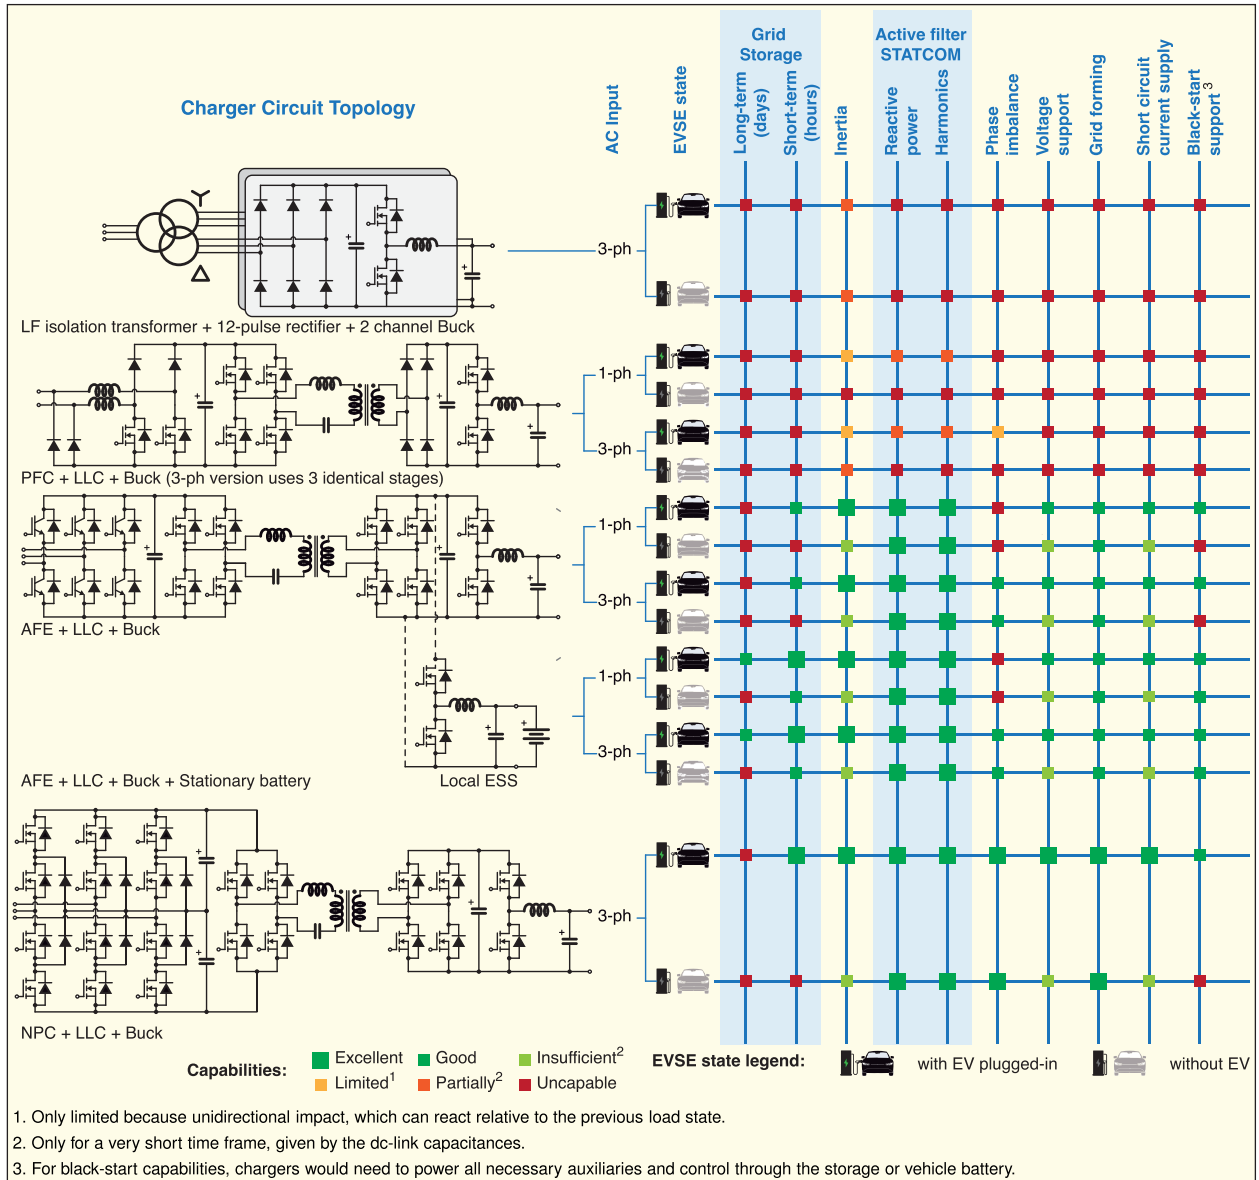 Grid
Storage
Active filter
STATCOM
Charger Circuit Topology
AC Input
EVSE state
Long-term
(days)
Short-term
(hours)
Inertia
Reactive
power
Harmonics
Phase
imbalance
Voltage
support
Grid forming
Short circuit
current supply
Black-start
support3
3-ph
LF isolation transformer + 12-pulse rectifier + 2 channel Buck
1-ph
3-ph
PFC + LLC + Buck (3-ph version uses 3 identical stages)
1-ph
3-ph
AFE + LLC + Buck
1-ph
3-ph
AFE + LLC + Buck + Stationary battery
Local ESS
3-ph
NPC + LLC + Buck
Capabilities:
Excellent
Good
Insufficient2
Limited1
Partially2
Uncapable
EVSE state legend:
with EV plugged-in
without EV
1. Only limited because unidirectional impact, which can react relative to the previous load state.
2. Only for a very short time frame, given by the dc-link capacitances.
3. For black-start capabilities, chargers would need to power all necessary auxiliaries and control through the storage or vehicle battery.